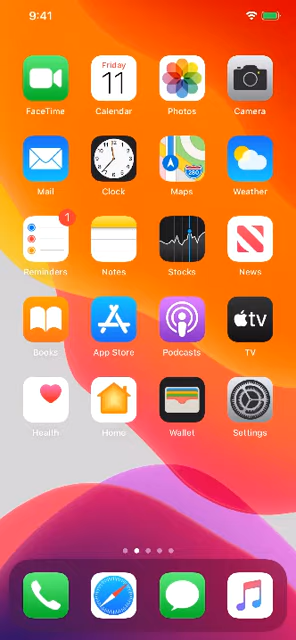 9:41
FaceTime
Friday
11
Calendar
Photos
Camera
Mail
Clock
Maps
280
Weather
1
Reminders
Notes
Stocks
News
Books
App Store
Podcasts
tv
TV
Health
Home
Wallet
Settings